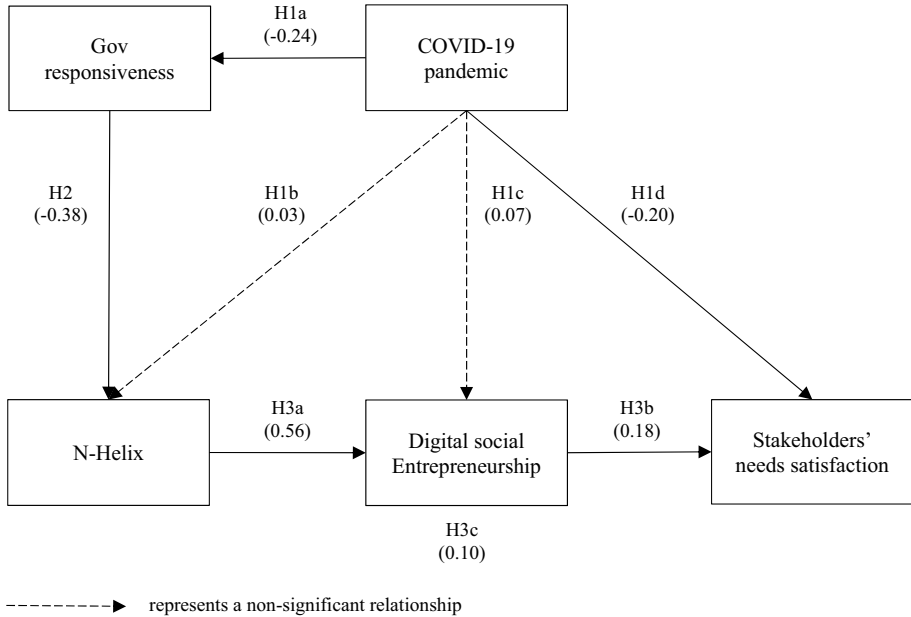 H1a
(-0.24)
Gov
responsiveness
COVID-19
pandemic
H2
(-0.38)
H1b
(0.03)
H1c
(0.07)
H1d
(-0.20)
N-Helix
H3a
(0.56)
Digital social
Entrepreneurship
H3b
(0.18)
Stakeholders’
needs satisfaction
H3c
(0.10)
represents a non-significant relationship